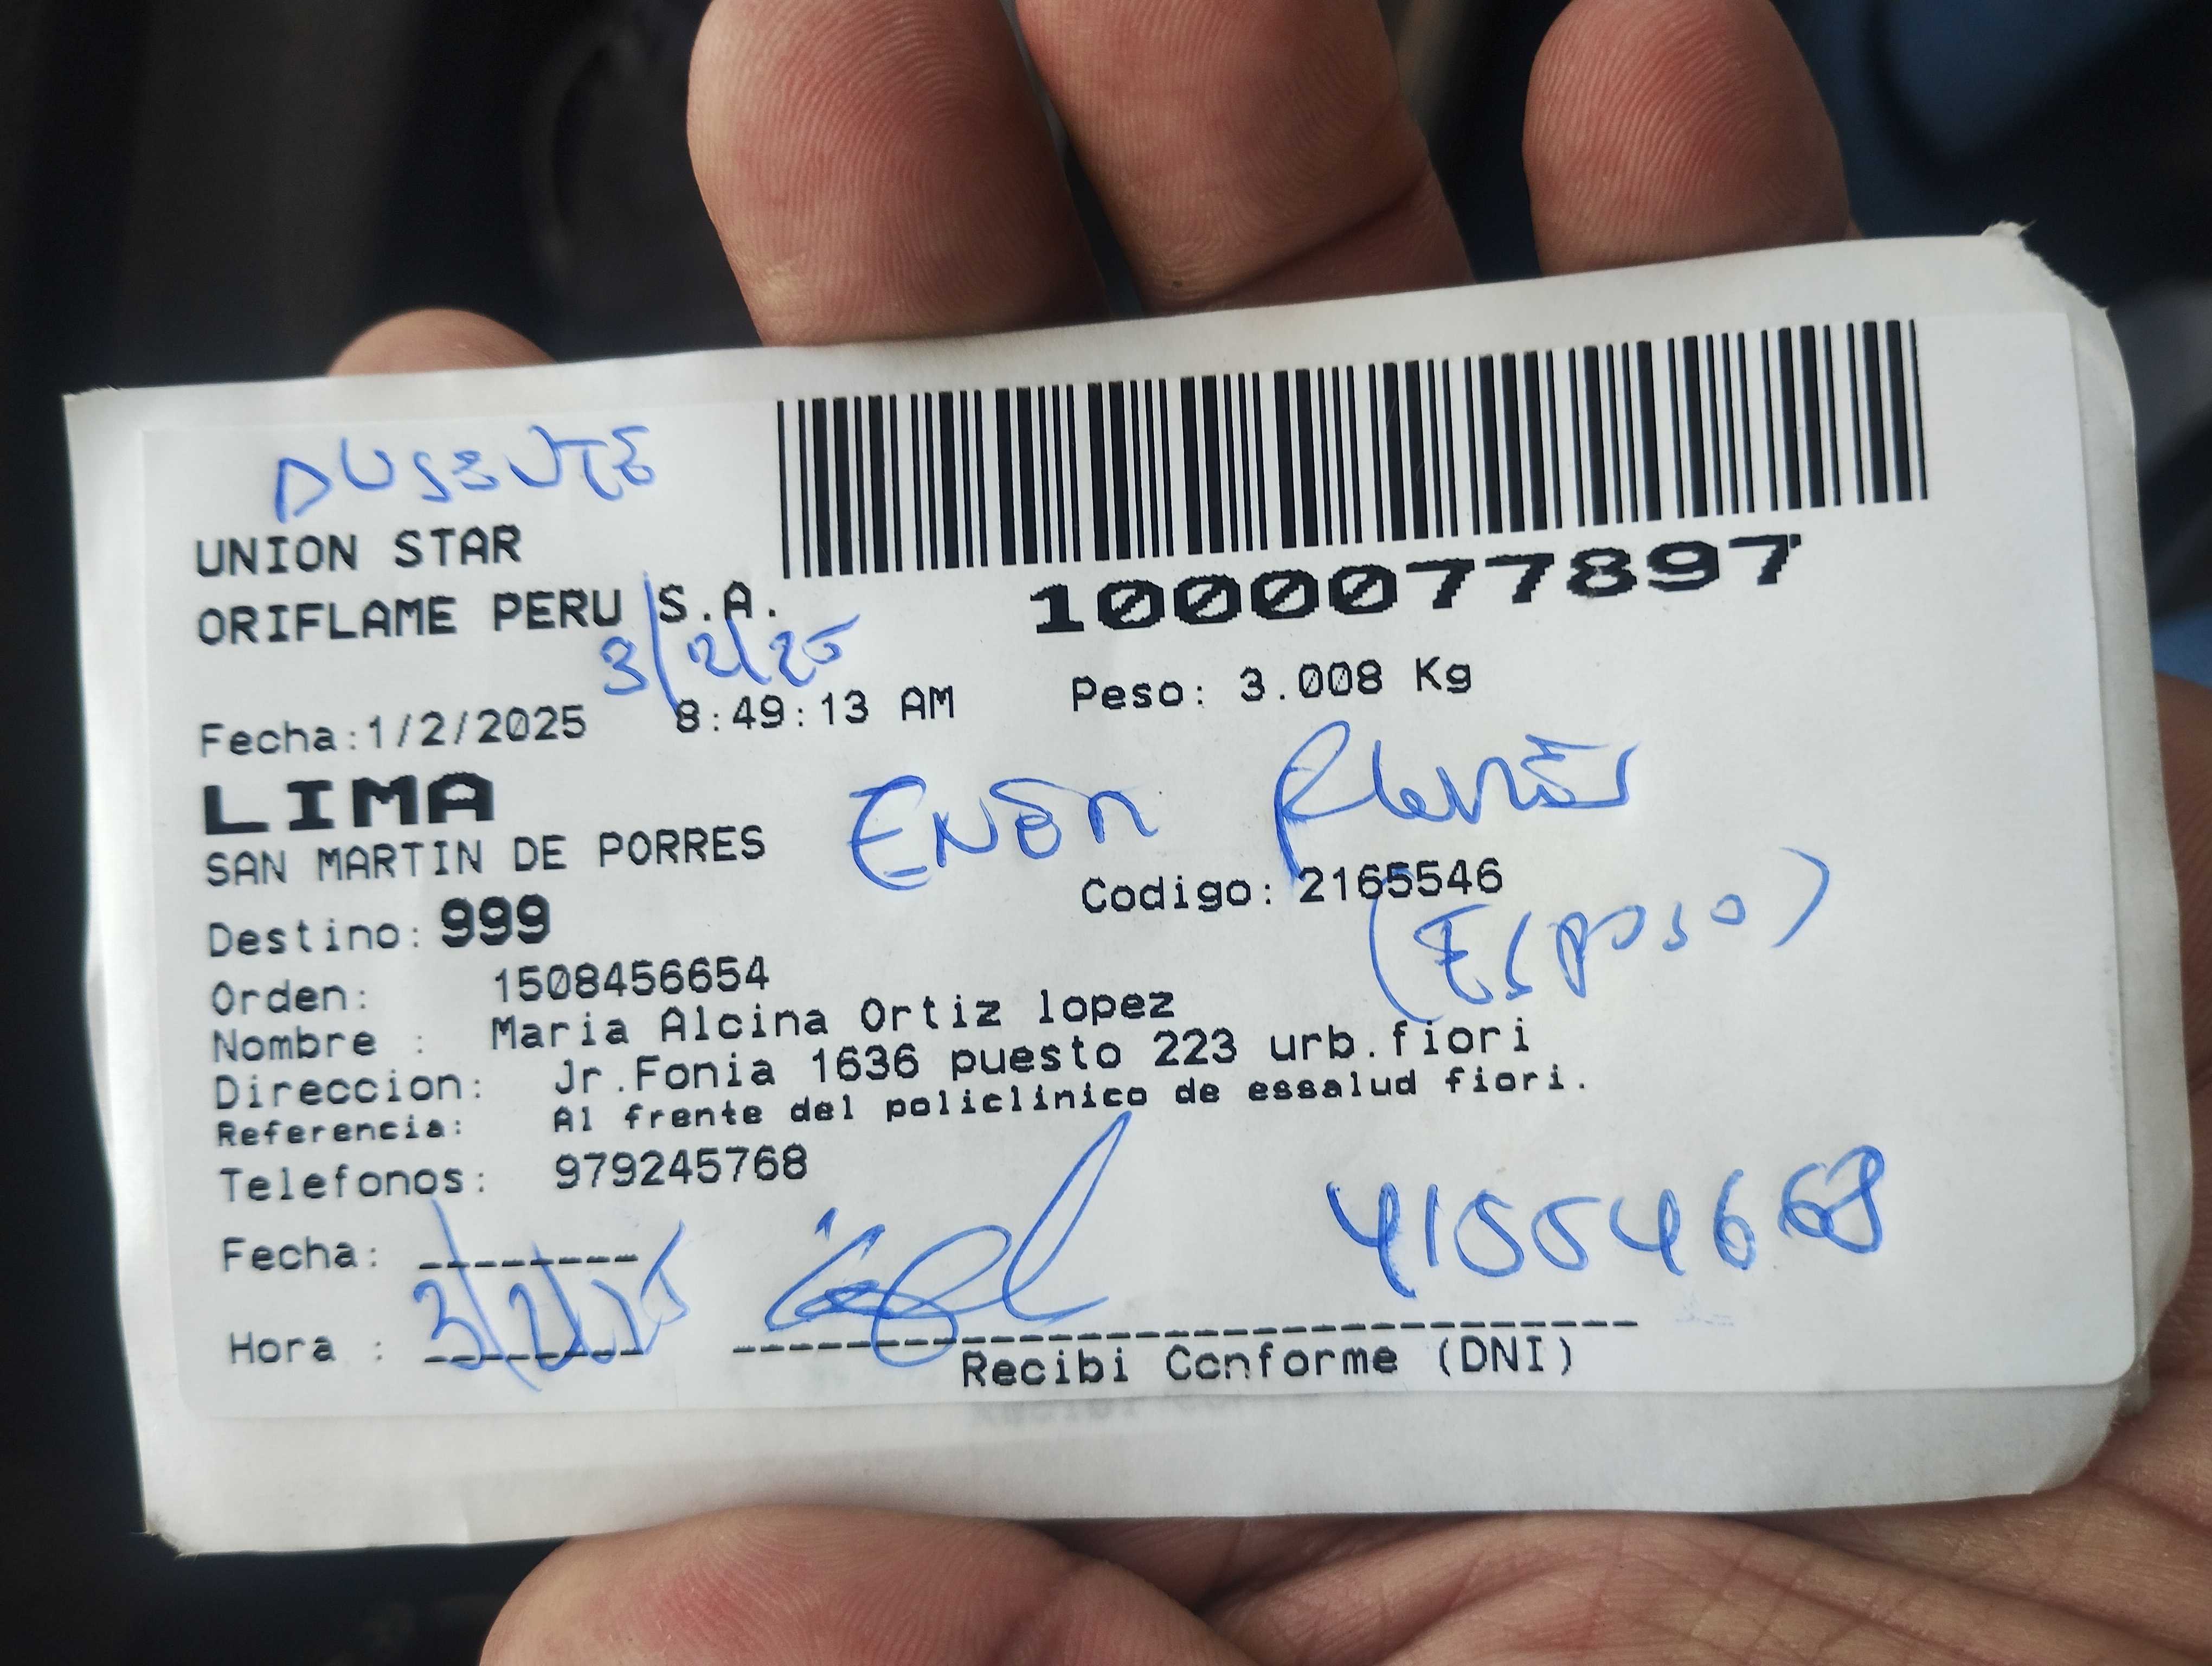 AUSENTE
UNION STAR
ORIFLAME PERU S.A.
1000077897
3/2/25
Fecha:1/2/2025 8:49:13 AM Peso: 3.008 Kg
LIMA
SAN MARTIN DE PORRES
Codigo: 2165546
(Esposo)
Destino: 999
Orden: 1508456654
Nombre : Maria Alcina Ortiz lopez
Direccion: Jr.Fonia 1636 puesto 223 urb.fiori
Referencia: Al frente del policlinico de essalud fiori.
Telefonos: 979245768
Fecha:
3/2/25
Hora :
Recibi Conforme (DNI)